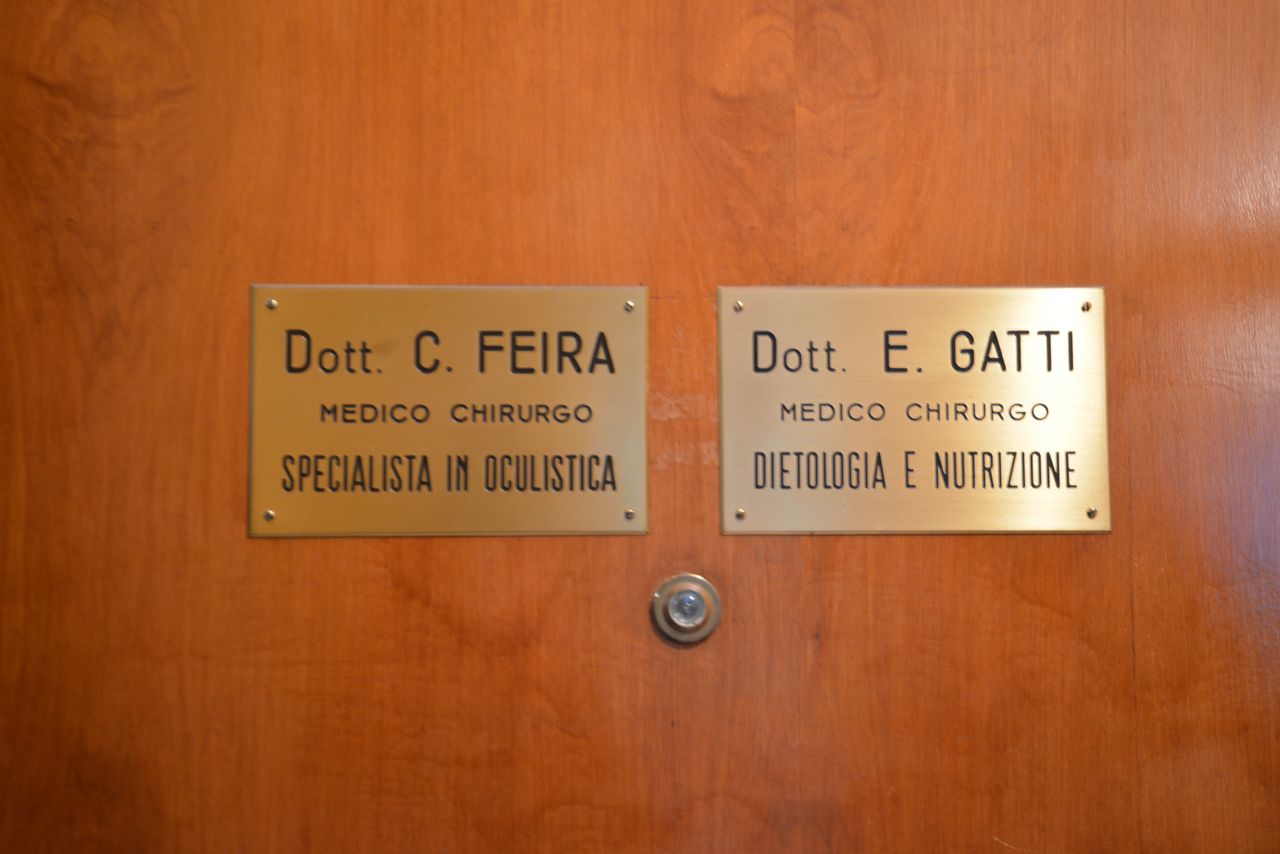 Dott. C. FEIRA
MEDICO CHIRURGO
SPECIALISTA IN OCULISTICA
Dott. E. GATTI
MEDICO CHIRURGO
DIETOLOGIA E NUTRIZIONE